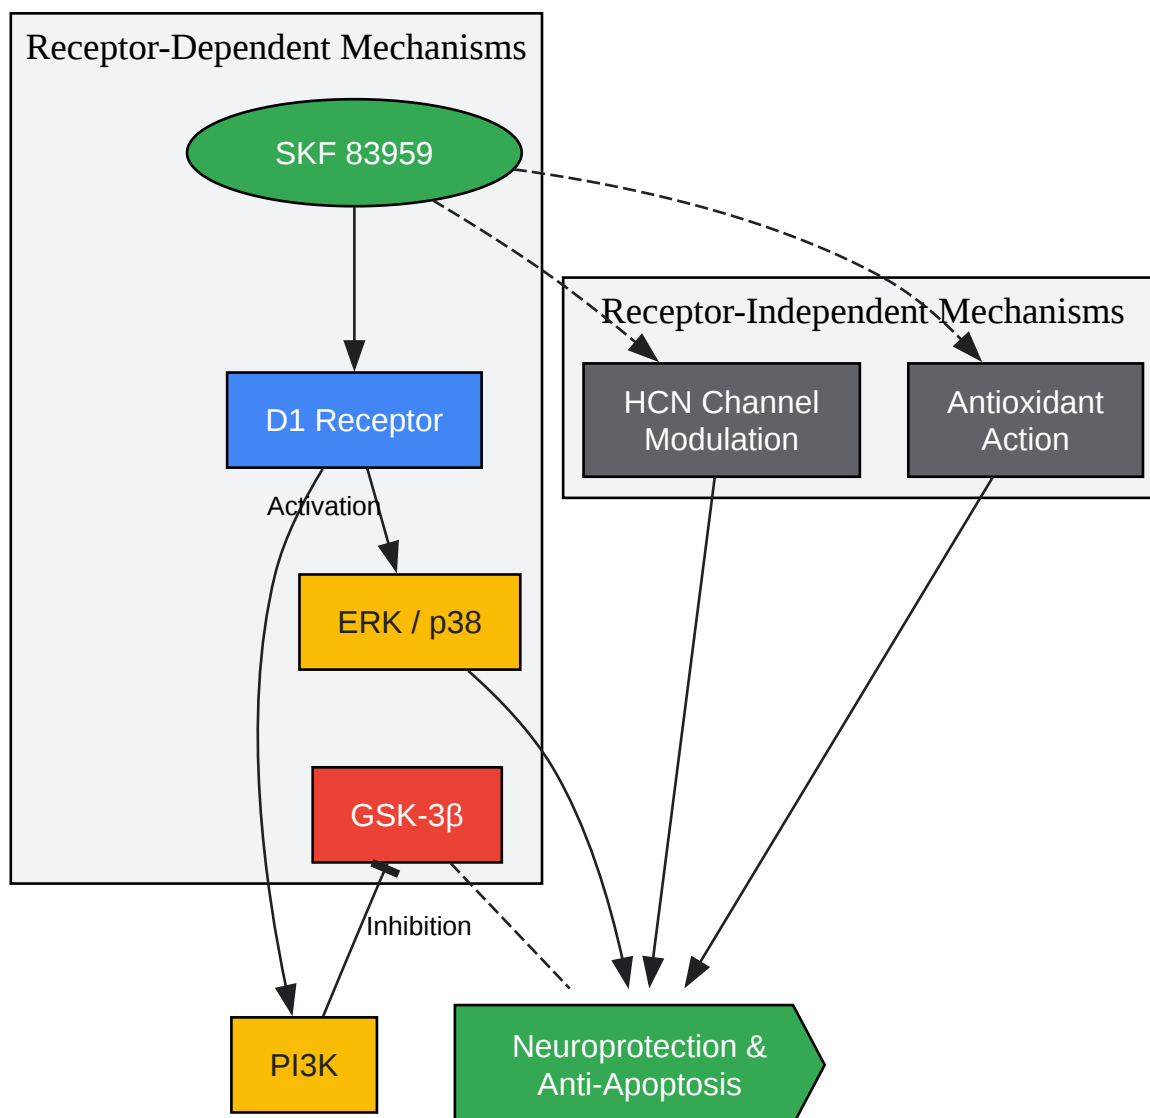 Receptor-Dependent Mechanisms
SKF 83959
Receptor-Independent Mechanisms
D1 Receptor
HCN Channel
Modulation
Antioxidant
Action
Activation
ERK / p38
GSK-3β
Inhibition
PI3K
Neuroprotection &
Anti-Apoptosis